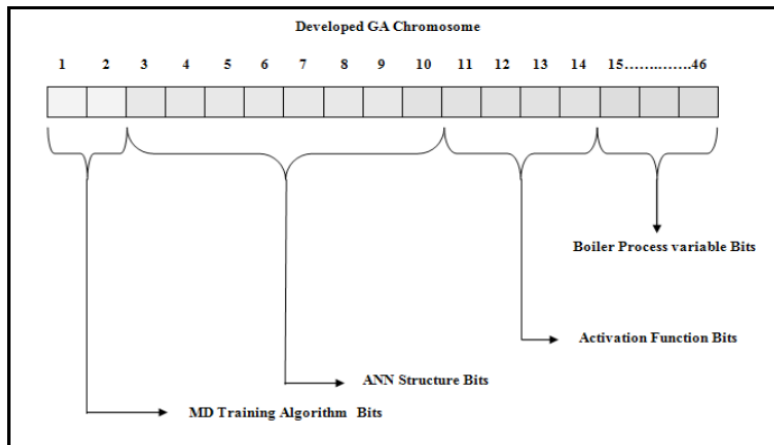 Developed GA Chromosome
1 2 3 4 5 6 7 8 9 10 11 12 13 14 15…….…….46
Boiler Process variable Bits
Activation Function Bits
ANN Structure Bits
MD Training Algorithm Bits